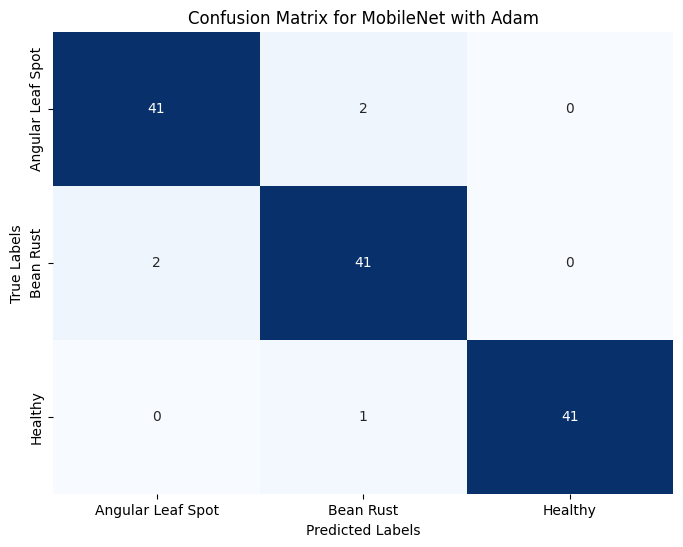 Confusion Matrix for MobileNet with Adam
True Labels
Angular Leaf Spot
41 2 0
Bean Rust
2 41 0
Healthy
0 1 41
Angular Leaf Spot Bean Rust Healthy
Predicted Labels